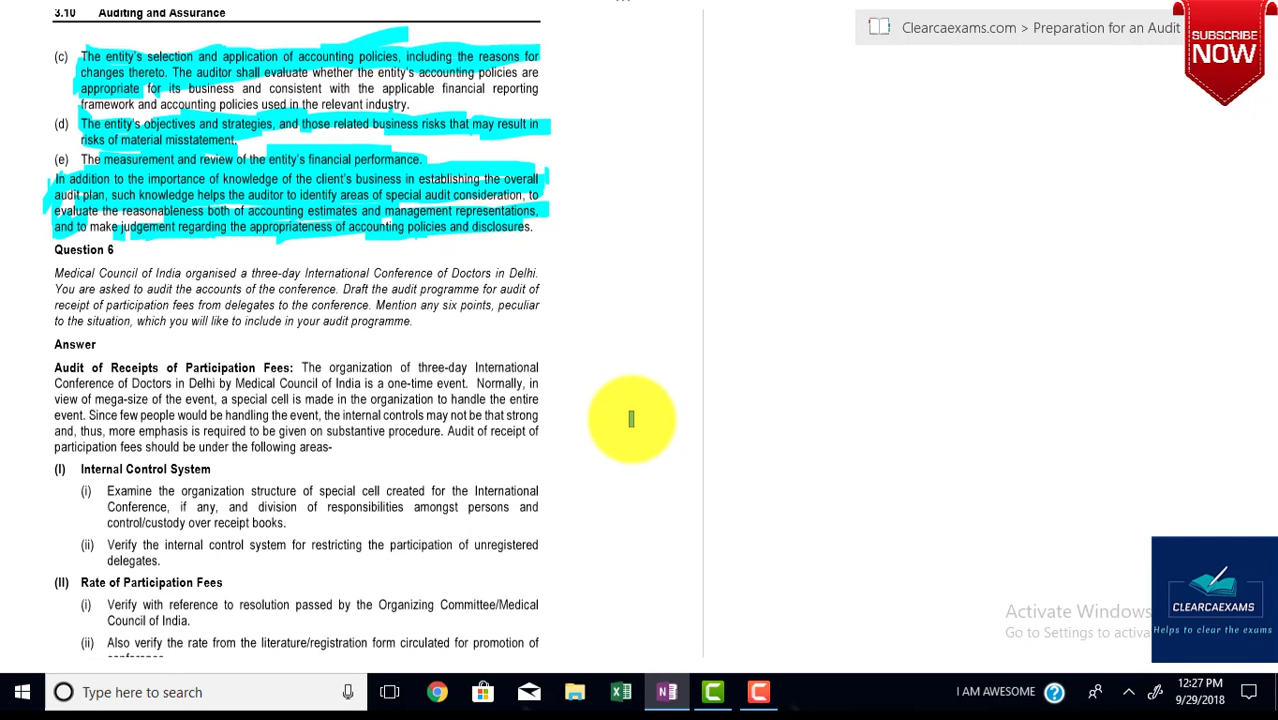 3.10 Auditing and Assurance
(c) The entity's selection and application of accounting policies, including the reasons for
changes thereto. The auditor shall evaluate whether the entity's accounting policies are
appropriate for its business and consistent with the applicable financial reporting
framework and accounting policies used in the relevant industry.
(d) The entity's objectives and strategies, and those related business risks that may result in
risks of material misstatement.
(e) The measurement and review of the entity's financial performance.
In addition to the importance of knowledge of the client's business in establishing the overall
audit plan, such knowledge helps the auditor to identify areas of special audit consideration, to
evaluate the reasonableness both of accounting estimates and management representations,
and to make judgement regarding the appropriateness of accounting policies and disclosures.
Question 6
Medical Council of India organised a three-day International Conference of Doctors in Delhi.
You are asked to audit the accounts of the conference. Draft the audit programme for audit of
receipt of participation fees from delegates to the conference. Mention any six points, peculiar
to the situation, which you will like to include in your audit programme.
Answer
Audit of Receipts of Participation Fees: The organization of three-day International
Conference of Doctors in Delhi by Medical Council of India is a one-time event. Normally, in
view of mega-size of the event, a special cell is made in the organization to handle the entire
event. Since few people would be handling the event, the internal controls may not be that strong
and, thus, more emphasis is required to be given on substantive procedure. Audit of receipt of
participation fees should be under the following areas-
(I) Internal Control System
(i) Examine the organization structure of special cell created for the International
Conference, if any, and division of responsibilities amongst persons and
control/custody over receipt books.
(ii) Verify the internal control system for restricting the participation of unregistered
delegates.
(II) Rate of Participation Fees
(i) Verify with reference to resolution passed by the Organizing Committee/Medical
Council of India.
(ii) Also verify the rate from the literature/registration form circulated for promotion of
conference
Clearcaexams.com > Preparation for an Audit
SUBSCRIBE
NOW
Activate Windows
Go to Settings to activa
CLEARCAEXAMS
Helps to clear the exams
Type here to search
I AM AWESOME
12:27 PM
9/29/2018